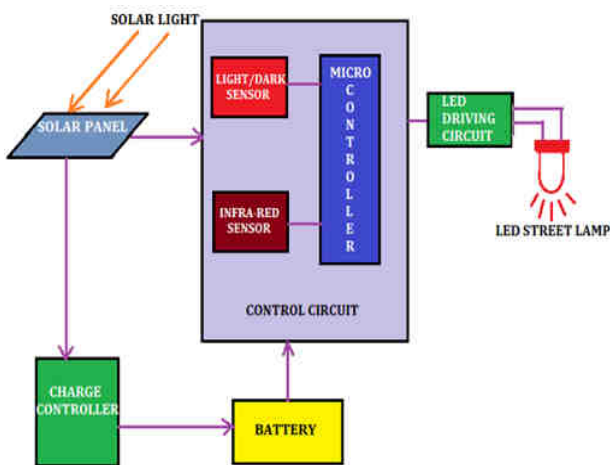 SOLAR LIGHT
SOLAR PANEL
LIGHT/DARK
SENSOR
MICRO
C
O
N
T
R
O
L
L
E
R
INFRA-RED
SENSOR
CONTROL CIRCUIT
LED
DRIVING
CIRCUIT
LED STREET LAMP
CHARGE
CONTROLLER
BATTERY